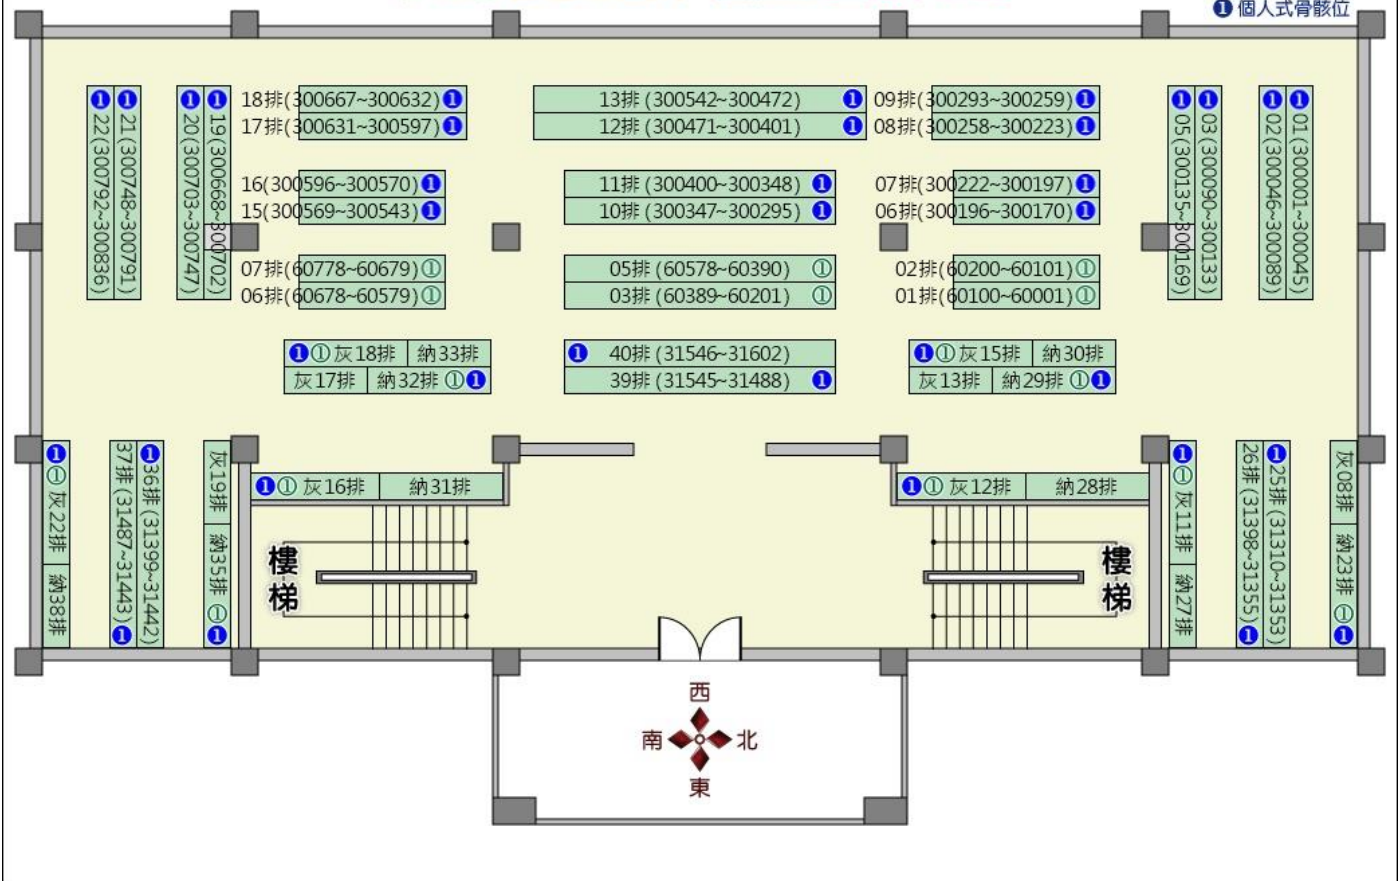 ❶ 個人式骨骸位
❶ 22(300792~300836)
❶ 21(300748~300791)
❶ 20(300703~300747)
❶ 19(300668~300702)
18排(300667~300632)❶
17排(300631~300597)❶
13排 (300542~300472) ❶
12排 (300471~300401) ❶
09排(300293~300259)❶
08排(300258~300223)❶
❶ 05(300135~300169)
❶ 03(300090~300133)
❶ 02(300046~300089)
❶ 01(300001~300045)
16(300596~300570)❶
15(300569~300543)❶
11排 (300400~300348) ❶
10排 (300347~300295) ❶
07排(300222~300197)❶
06排(300196~300170)❶
07排(60778~60679)①
06排(60678~60579)①
05排 (60578~60390) ①
03排 (60389~60201) ①
02排(60200~60101)①
01排(60100~60001)①
❶①灰18排 納33排
灰17排 納32排 ①❶
❶ 40排 (31546~31602)
39排 (31545~31488) ❶
❶①灰15排 納30排
灰13排 納29排 ①❶
❶① 灰22排 納38排
37排 (31487~31443)❶
❶36排 (31399~31442)
灰19排 納35排 ①❶
❶① 灰16排 納31排
❶① 灰12排 納28排
❶① 灰11排 納27排
26排 (31398~31355)❶
❶25排 (31310~31353)
灰08排 納23排 ①❶
樓梯
樓梯
西
南 北
東